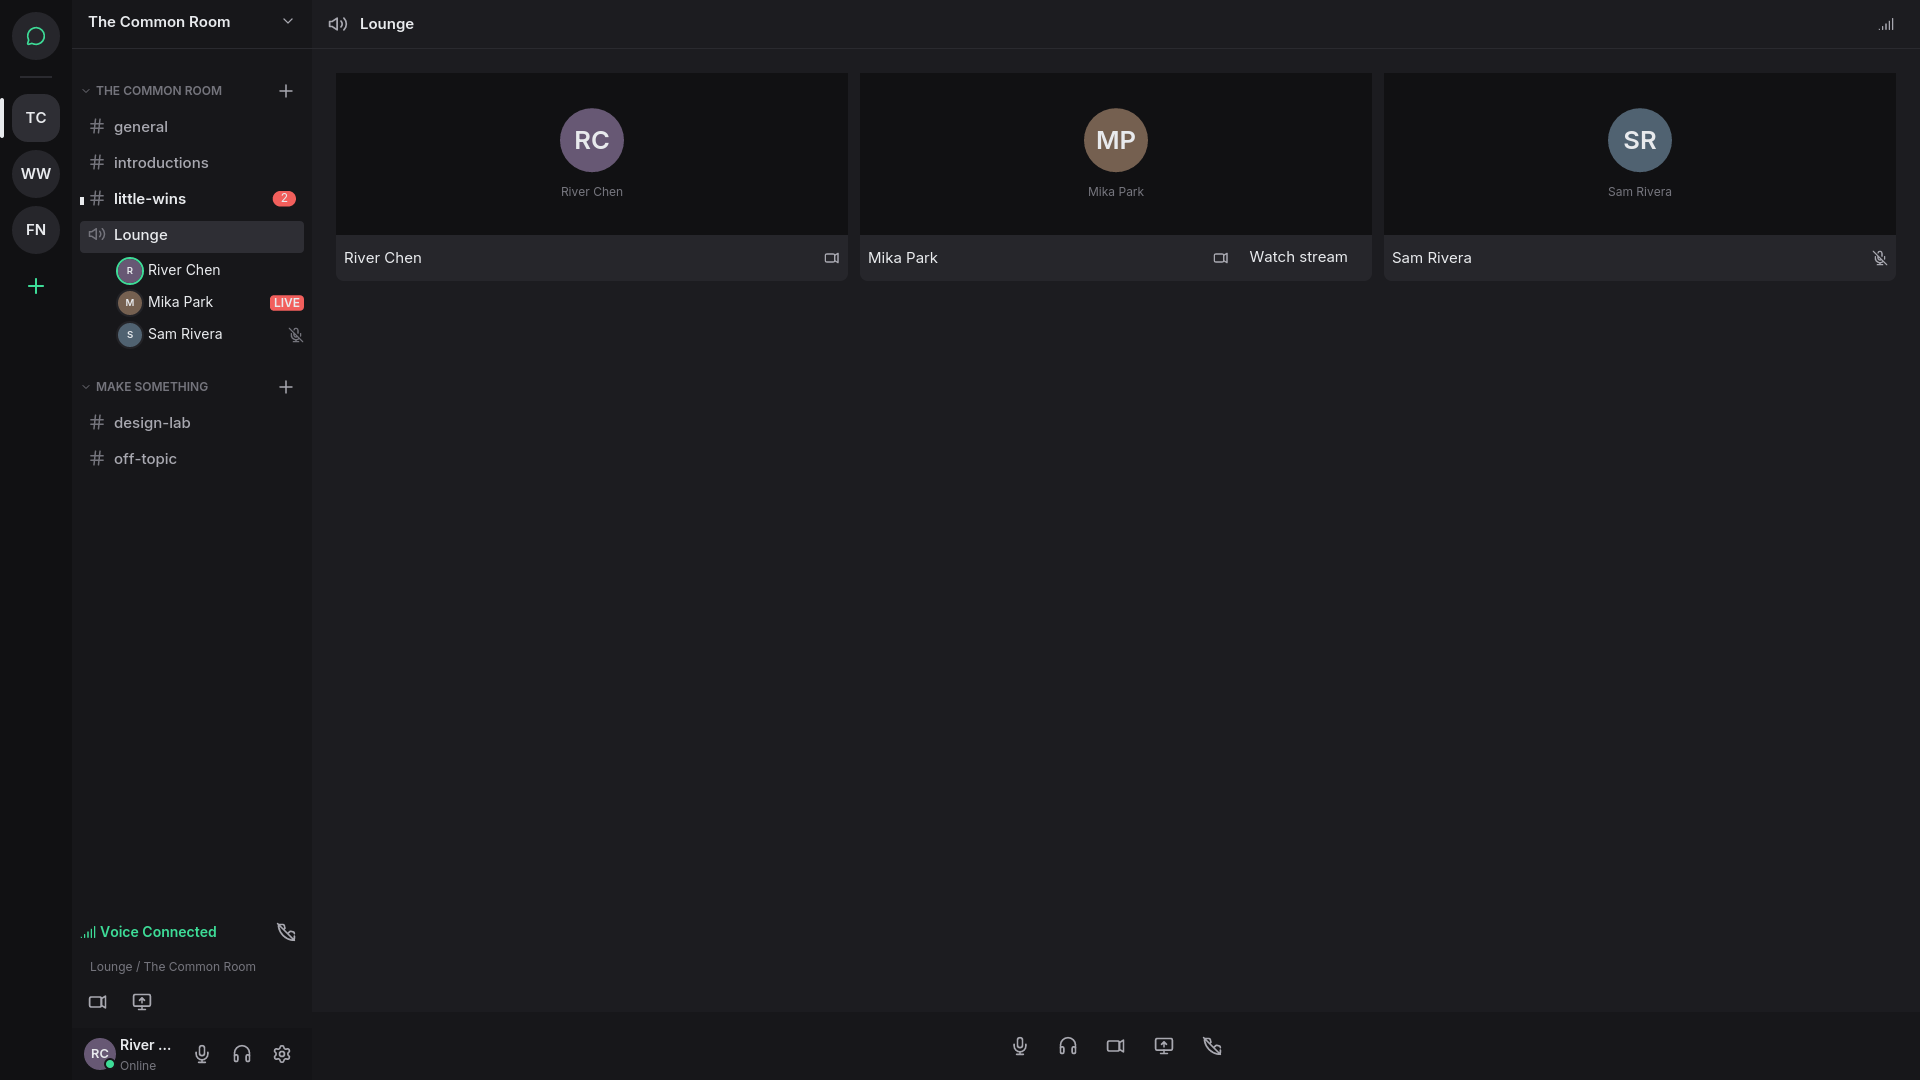 The Common Room
Lounge
TC
WW
FN
THE COMMON ROOM
general
introductions
little-wins 2
Lounge
R River Chen
M Mika Park LIVE
S Sam Rivera
MAKE SOMETHING
design-lab
off-topic
Voice Connected
Lounge / The Common Room
RC River ...
Online
RC
River Chen
River Chen
MP
Mika Park
Mika Park Watch stream
SR
Sam Rivera
Sam Rivera